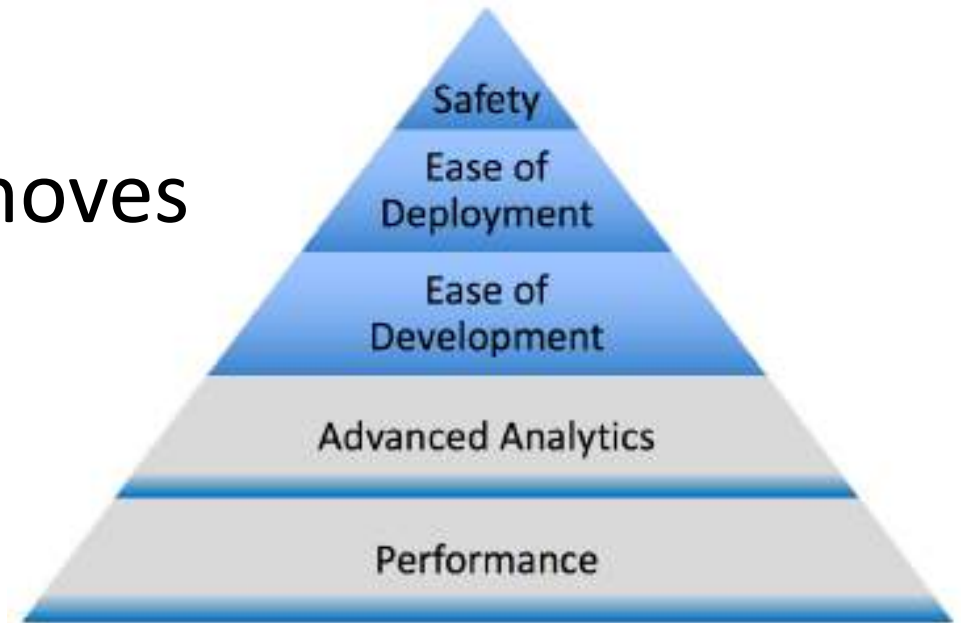 Safety
noves
Ease of
Deployment
Ease of
Development
Advanced Analytics
Performance